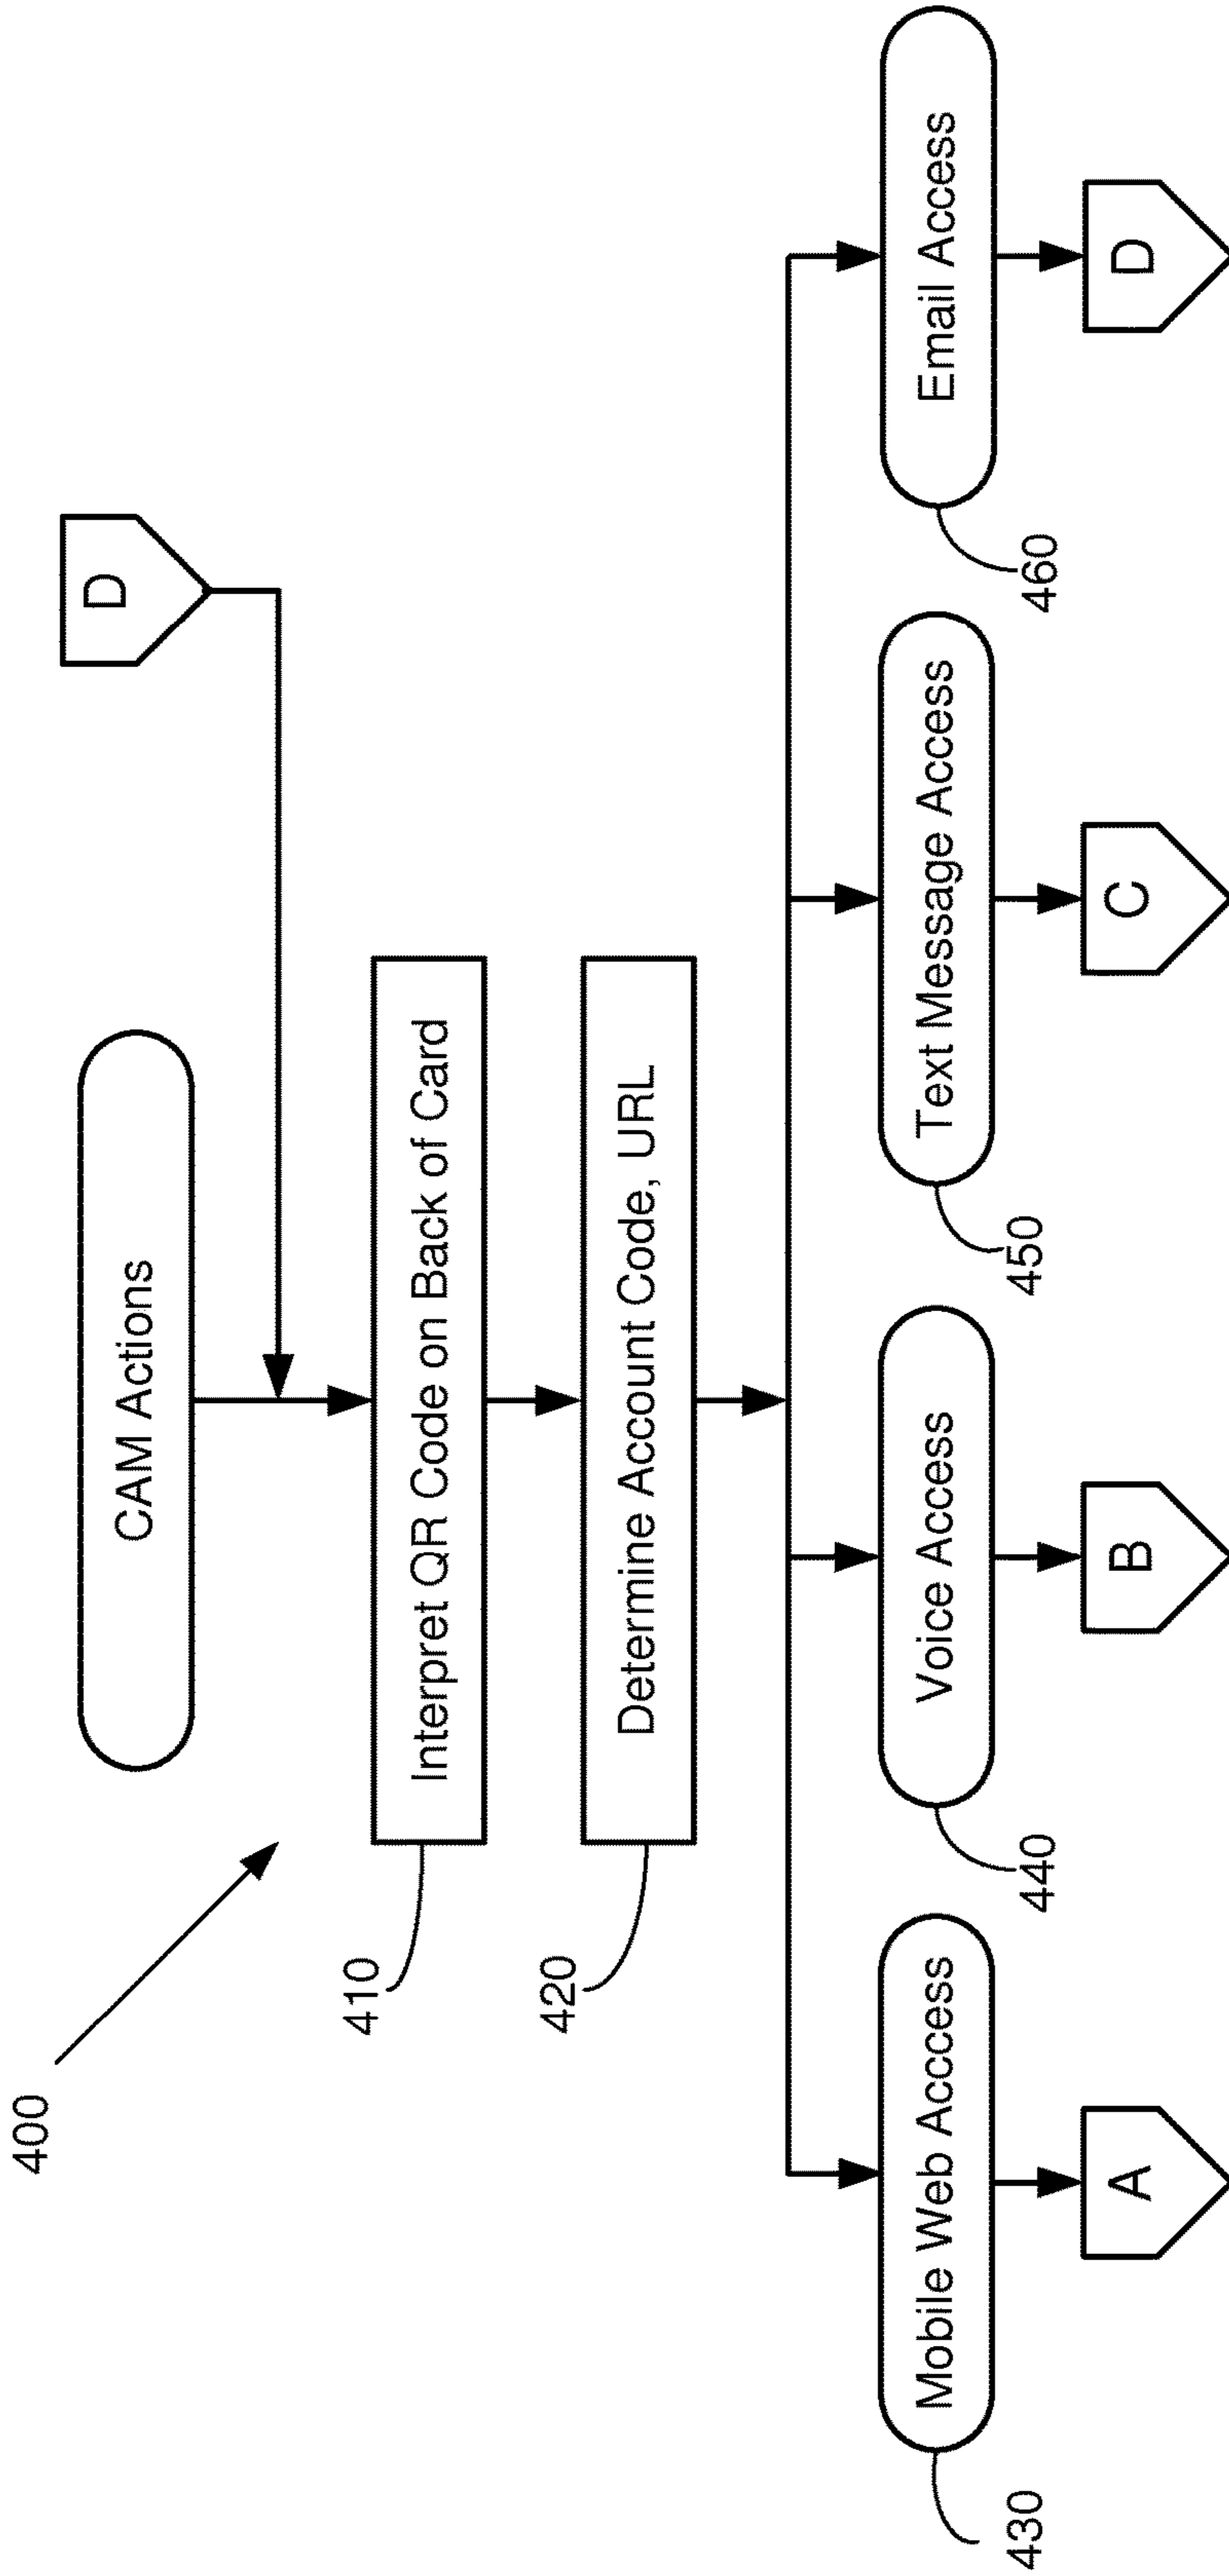 400
CAM Actions
D
410
Interpret QR Code on Back of Card
420
Determine Account Code, URL
Mobile Web Access
Voice Access
Text Message Access
Email Access
430
440
450
460
A
B
C
D